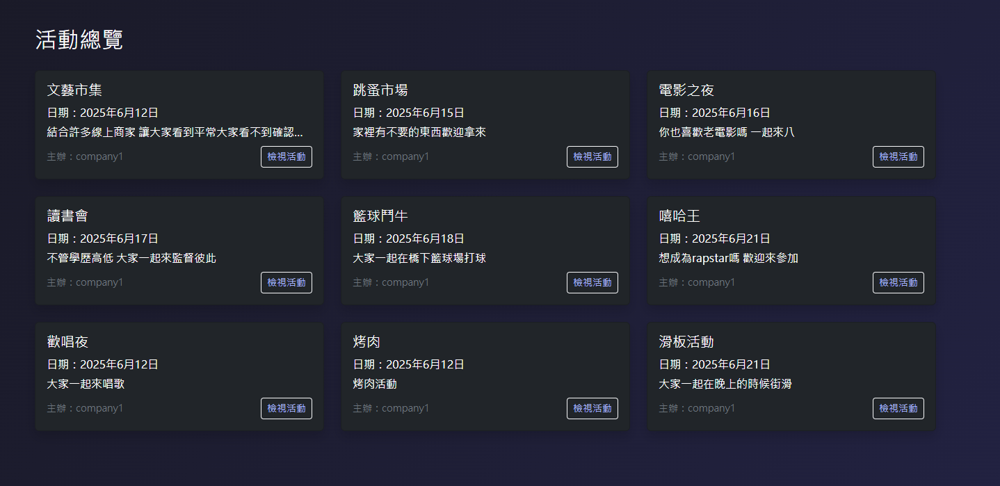 活動總覽
文藝市集
日期：2025年6月12日
結合許多線上商家 讓大家看到平常大家看不到確認...
主辦：company1
檢視活動
跳蚤市場
日期：2025年6月15日
家裡有不要的東西歡迎拿來
主辦：company1
檢視活動
電影之夜
日期：2025年6月16日
你也喜歡老電影嗎 一起來八
主辦：company1
檢視活動
讀書會
日期：2025年6月17日
不管學歷高低 大家一起來監督彼此
主辦：company1
檢視活動
籃球鬥牛
日期：2025年6月18日
大家一起在橋下籃球場打球
主辦：company1
檢視活動
嘻哈王
日期：2025年6月21日
想成為rapstar嗎 歡迎來參加
主辦：company1
檢視活動
歡唱夜
日期：2025年6月12日
大家一起來唱歌
主辦：company1
檢視活動
烤肉
日期：2025年6月12日
烤肉活動
主辦：company1
檢視活動
滑板活動
日期：2025年6月21日
大家一起在晚上的時候街滑
主辦：company1
檢視活動